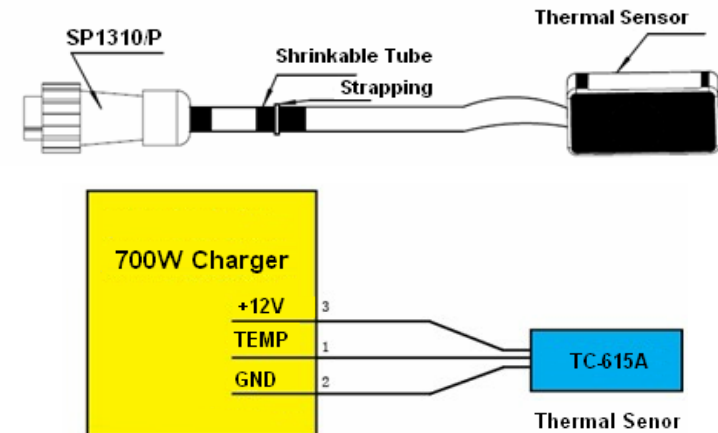 Thermal Sensor
SP1310/P
Shrinkable Tube
Strapping
700W Charger
+12V 3
TEMP 1
GND 2
TC-615A
Thermal Senor